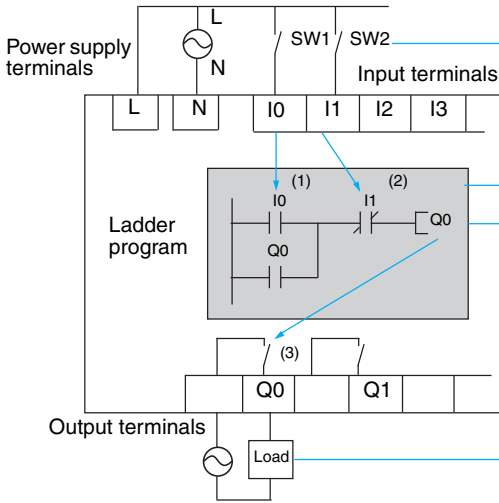 L
Power supply
terminals
N
SW1
SW2
Input terminals
L
N
I0
I1
I2
I3
(1)
(2)
I0
I1
Q0
Ladder
program
Q0
(3)
Q0
Q1
Output terminals
Load